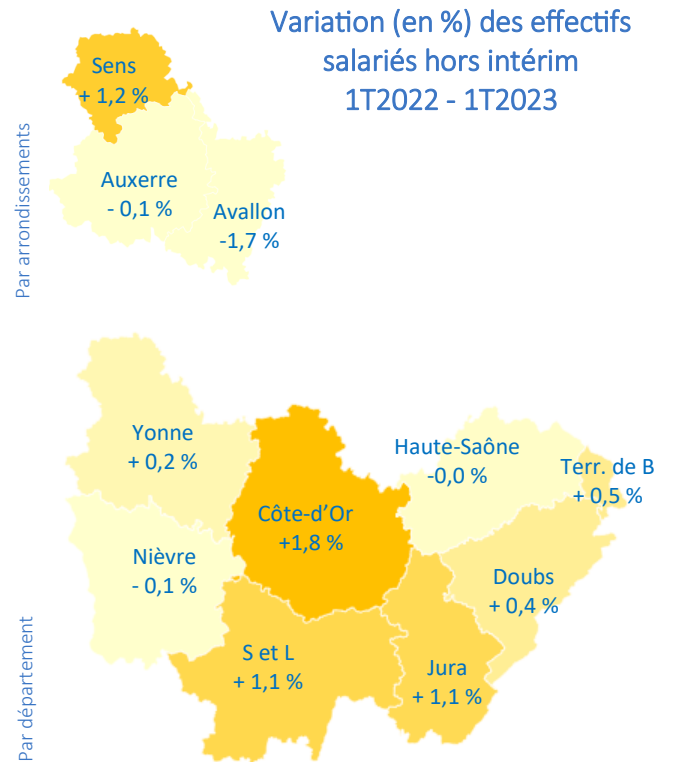 Variation (en %) des effectifs
salariés hors intérim
1T2022 - 1T2023
Par arrondissements
Sens
+ 1,2 %
Auxerre
- 0,1 %
Avallon
-1,7 %
Par département
Yonne
+ 0,2 %
Haute-Saône
-0,0 %
Terr. de B
+ 0,5 %
Côte-d’Or
+1,8 %
Nièvre
- 0,1 %
Doubs
+ 0,4 %
S et L
+ 1,1 %
Jura
+ 1,1 %